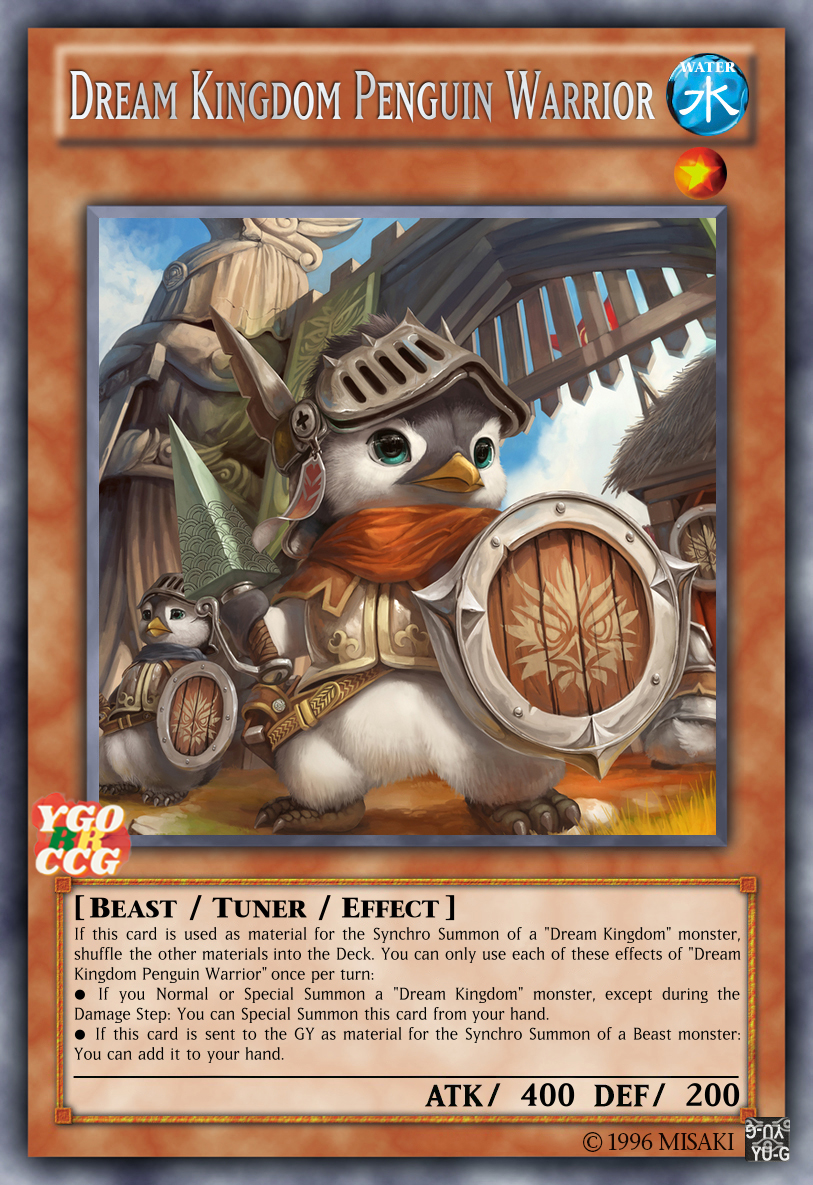 DREAM KINGDOM PENGUIN WARRIOR
WATER
水
YGO
RR
CCG
[ BEAST / TUNER / EFFECT ]
If this card is used as material for the Synchro Summon of a "Dream Kingdom" monster,
shuffle the other materials into the Deck. You can only use each of these effects of "Dream
Kingdom Penguin Warrior" once per turn:
● If you Normal or Special Summon a "Dream Kingdom" monster, except during the
Damage Step: You can Special Summon this card from your hand.
● If this card is sent to the GY as material for the Synchro Summon of a Beast monster:
You can add it to your hand.
ATK/ 400 DEF/ 200
© 1996 MISAKI
YU-G
YU-G